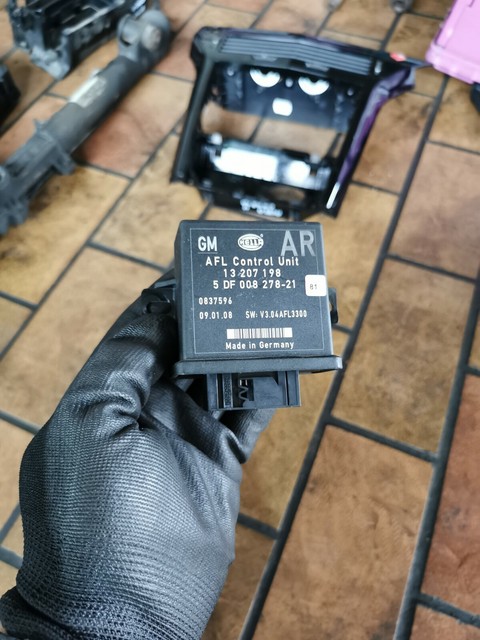 GM HELLA AR
AFL Control Unit
13 207 198
5 DF 008 278-21
81
0837596
09.01.08 SW: V3.04AFL3300
Made in Germany